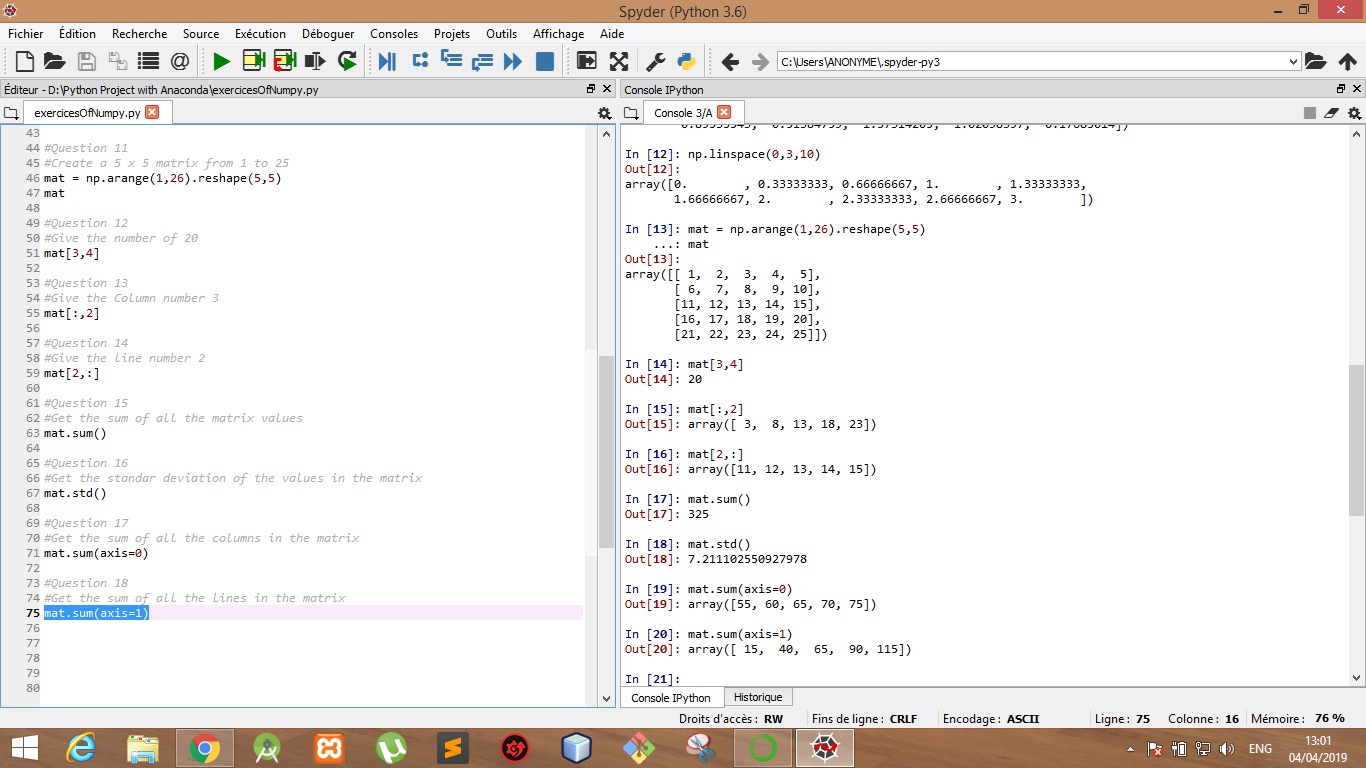 Spyder (Python 3.6)
Fichier Édition Recherche Source Exécution Déboguer Consoles Projets Outils Affichage Aide
C:\Users\ANONYME\.spyder-py3
Éditeur - D:\Python Project with Anaconda\exercicesOfNumpy.py
exercicesOfNumpy.py
43
44 #Question 11
45 #Create a 5 x 5 matrix from 1 to 25
46 mat = np.arange(1,26).reshape(5,5)
47 mat
48
49 #Question 12
50 #Give the number of 20
51 mat[3,4]
52
53 #Question 13
54 #Give the Column number 3
55 mat[:,2]
56
57 #Question 14
58 #Give the line number 2
59 mat[2,:]
60
61 #Question 15
62 #Get the sum of all the matrix values
63 mat.sum()
64
65 #Question 16
66 #Get the standar deviation of the values in the matrix
67 mat.std()
68
69 #Question 17
70 #Get the sum of all the columns in the matrix
71 mat.sum(axis=0)
72
73 #Question 18
74 #Get the sum of all the lines in the matrix
75 mat.sum(axis=1)
76
77
78
79
80
Console IPython
Console 3/A
In [12]: np.linspace(0,3,10)
Out[12]:
array([0.        , 0.33333333, 0.66666667, 1.        , 1.33333333,
       1.66666667, 2.        , 2.33333333, 2.66666667, 3.        ])
In [13]: mat = np.arange(1,26).reshape(5,5)
    ...: mat
Out[13]:
array([[ 1,  2,  3,  4,  5],
       [ 6,  7,  8,  9, 10],
       [11, 12, 13, 14, 15],
       [16, 17, 18, 19, 20],
       [21, 22, 23, 24, 25]])
In [14]: mat[3,4]
Out[14]: 20
In [15]: mat[:,2]
Out[15]: array([ 3,  8, 13, 18, 23])
In [16]: mat[2,:]
Out[16]: array([11, 12, 13, 14, 15])
In [17]: mat.sum()
Out[17]: 325
In [18]: mat.std()
Out[18]: 7.211102550927978
In [19]: mat.sum(axis=0)
Out[19]: array([55, 60, 65, 70, 75])
In [20]: mat.sum(axis=1)
Out[20]: array([ 15,  40,  65,  90, 115])
In [21]:
Console IPython Historique
Droits d'accès : RW Fins de ligne : CRLF Encodage : ASCII Ligne : 75 Colonne : 16 Mémoire : 76 %
ENG
13:01
04/04/2019